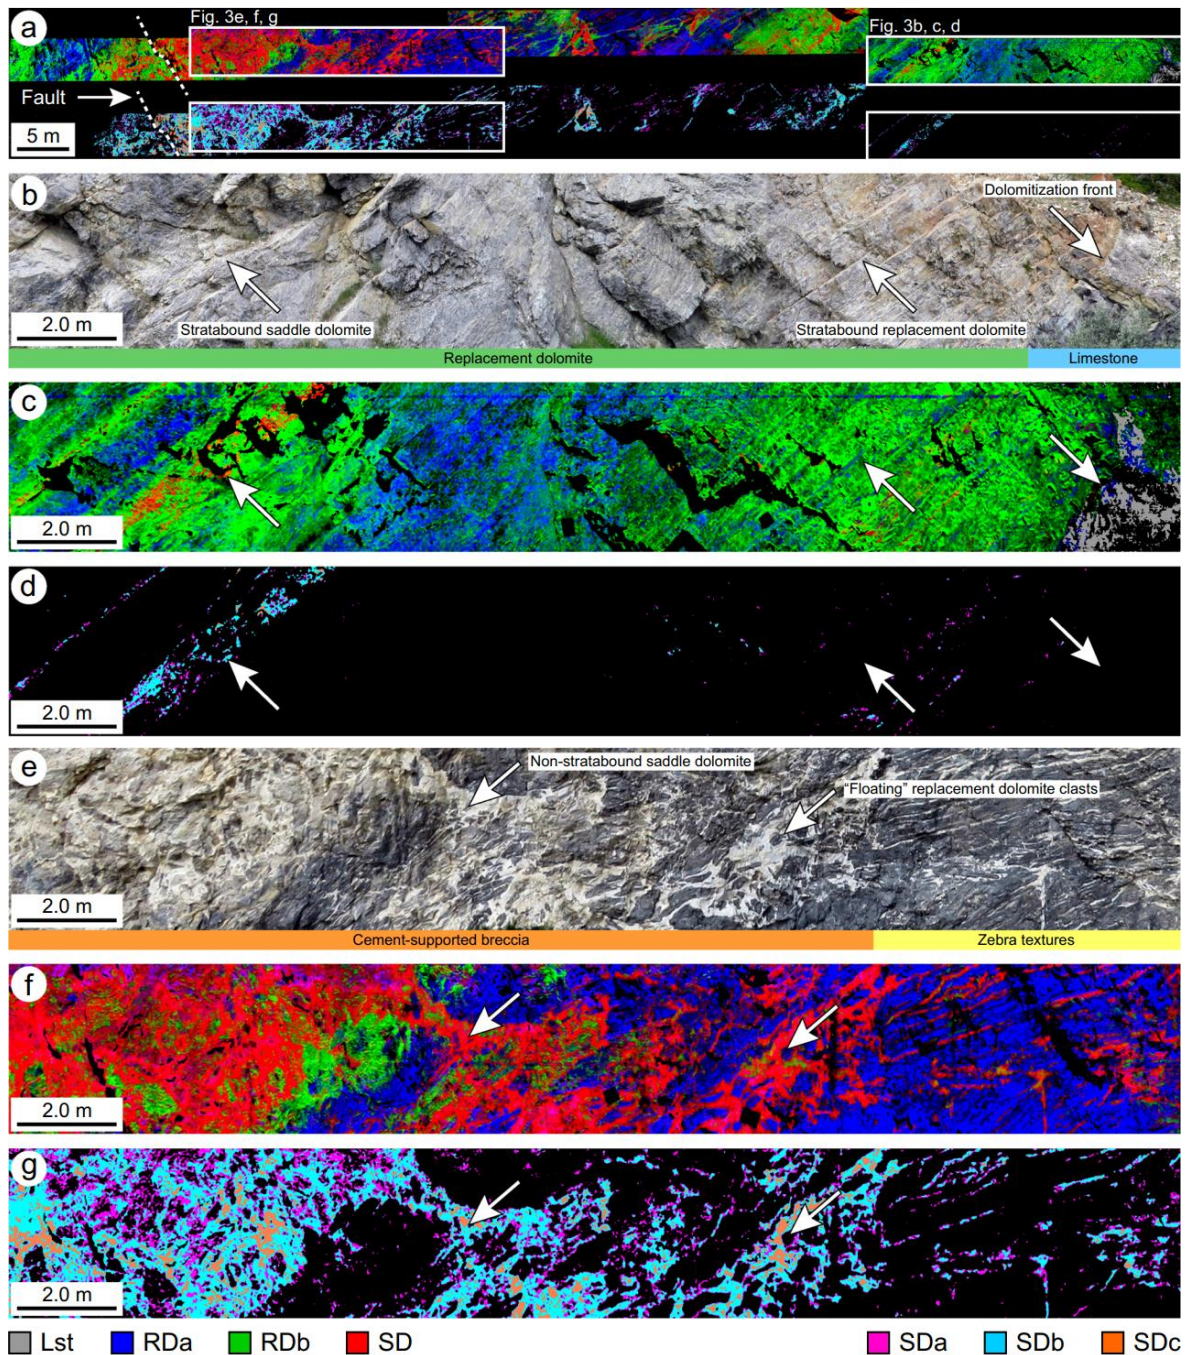 a
Fig. 3e, f, g
Fig. 3b, c, d
Fault
5 m
b
Dolomitization front
Stratabound saddle dolomite
Stratabound replacement dolomite
2.0 m
Replacement dolomite
Limestone
c
2.0 m
d
2.0 m
e
Non-stratabound saddle dolomite
“Floating” replacement dolomite clasts
2.0 m
Cement-supported breccia
Zebra textures
f
2.0 m
g
2.0 m
Lst RDa RDb SD SDa SDb SDc